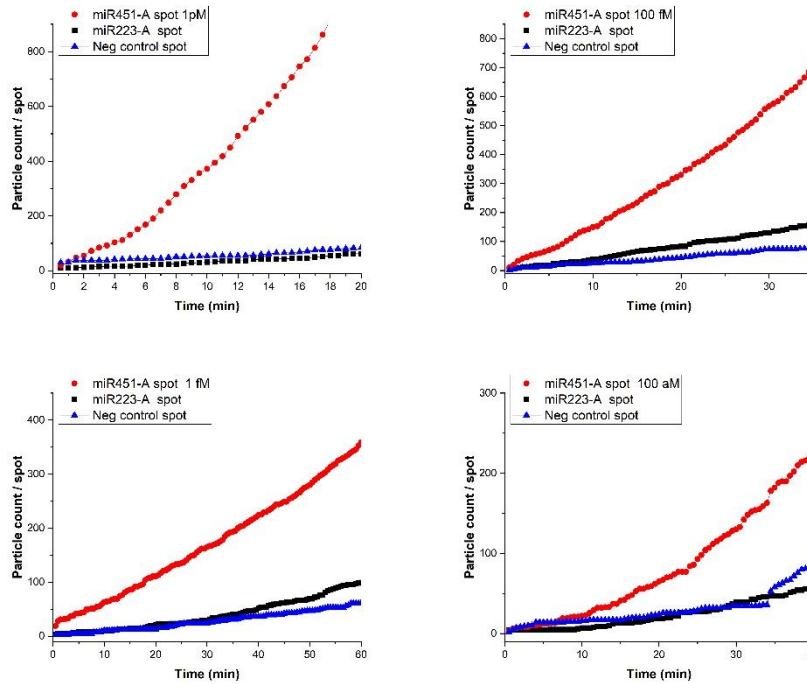 miR451-A spot 1pM
miR223-A spot
Neg control spot
800
600
400
200
0
Particle count / spot
0 2 4 6 8 10 12 14 16 18 20
Time (min)
miR451-A spot 100 fM
miR223-A spot
Neg control spot
800
700
600
500
400
300
200
100
0
Particle count / spot
0 10 20 30
Time (min)
miR451-A spot 1 fM
miR223-A spot
Neg control spot
400
300
200
100
0
Particle count / spot
0 10 20 30 40 50 60
Time (min)
miR451-A spot 100 aM
miR223-A spot
Neg control spot
300
200
100
0
Particle count / spot
0 10 20 30
Time (min)